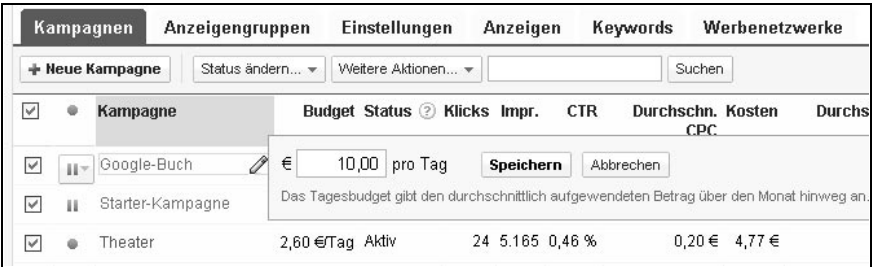 Kampagnen Anzeigengruppen Einstellungen Anzeigen Keywords Werbenetzwerke
Neue Kampagne Status ändern... Weitere Aktionen... Suchen
Kampagne Budget Status ? Klicks Impr. CTR Durchschn. CPC Kosten Durchs
Google-Buch € 10,00 pro Tag Speichern Abbrechen
Das Tagesbudget gibt den durchschnittlich aufgewendeten Betrag über den Monat hinweg an.
Starter-Kampagne
Theater 2,60 €/Tag Aktiv 24 5.165 0,46 % 0,20 € 4,77 €